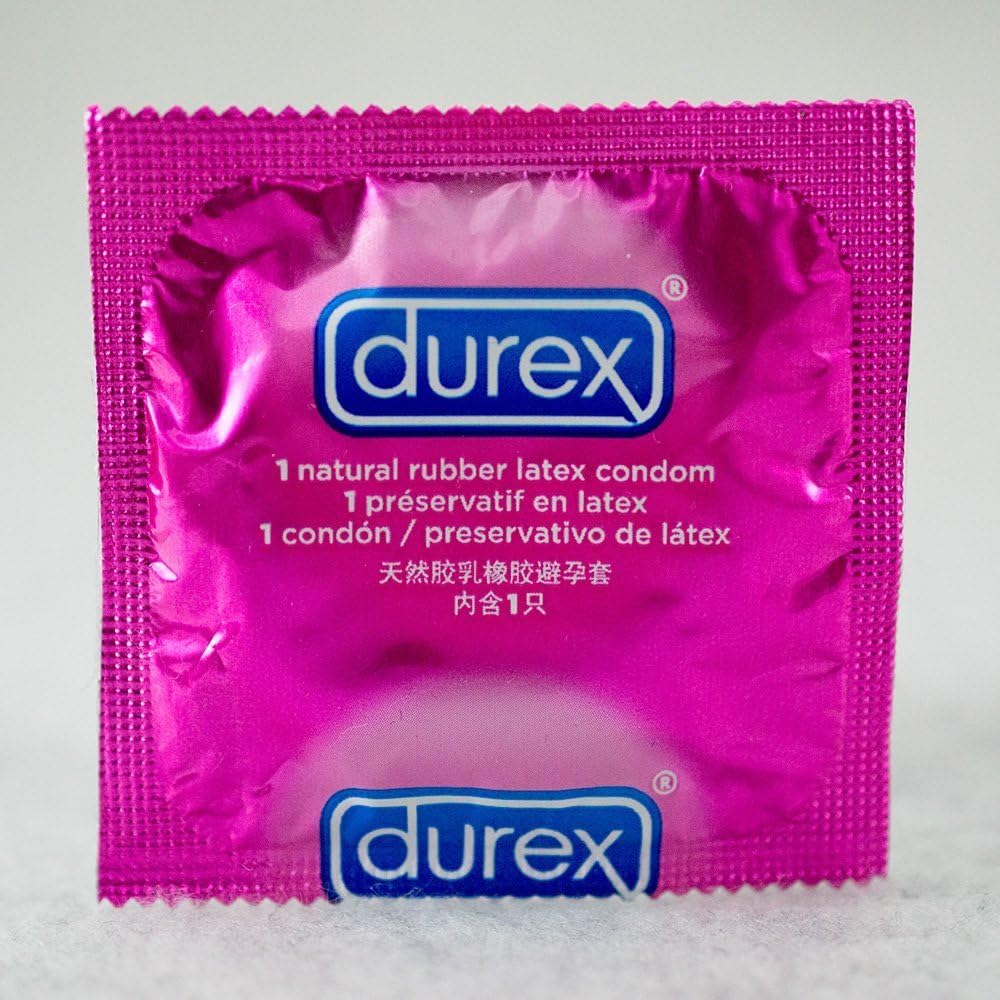 durex®
1 natural rubber latex condom
1 préservatif en latex
1 condón / preservativo de látex
天然胶乳橡胶避孕套
内含1只
durex®